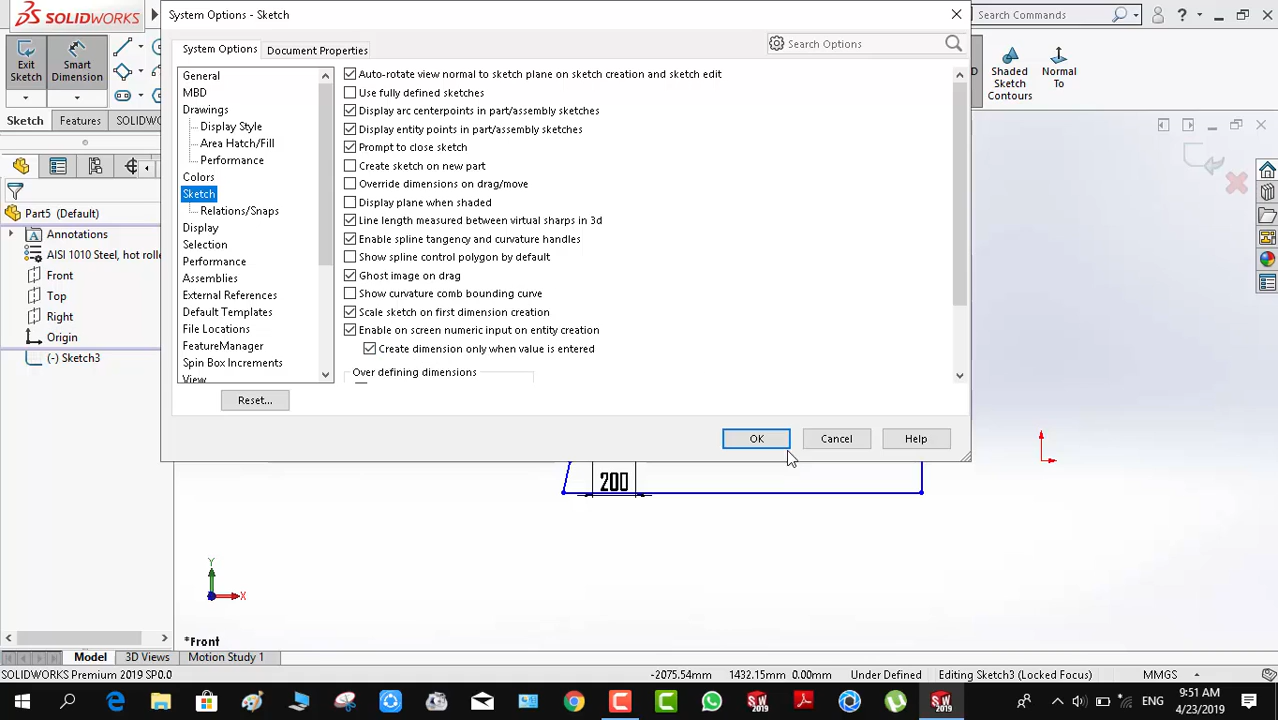 SOLIDWORKS
System Options - Sketch
Search Commands
Exit
Sketch
Smart
Dimension
Shaded
Sketch
Contours
Normal
To
Sketch
Features
SOLIDW
System Options
Document Properties
Search Options
General
MBD
Drawings
Display Style
Area Hatch/Fill
Performance
Colors
Sketch
Relations/Snaps
Display
Selection
Performance
Assemblies
External References
Default Templates
File Locations
FeatureManager
Spin Box Increments
View
Reset...
Auto-rotate view normal to sketch plane on sketch creation and sketch edit
Use fully defined sketches
Display arc centerpoints in part/assembly sketches
Display entity points in part/assembly sketches
Prompt to close sketch
Create sketch on new part
Override dimensions on drag/move
Display plane when shaded
Line length measured between virtual sharps in 3d
Enable spline tangency and curvature handles
Show spline control polygon by default
Ghost image on drag
Show curvature comb bounding curve
Scale sketch on first dimension creation
Enable on screen numeric input on entity creation
Create dimension only when value is entered
Over defining dimensions
OK
Cancel
Help
Part5 (Default)
Annotations
AISI 1010 Steel, hot rolle
Front
Top
Right
Origin
(-) Sketch3
200
Y
X
*Front
Model
3D Views
Motion Study 1
SOLIDWORKS Premium 2019 SP0.0
-2075.54mm
1432.15mm
0.00mm
Under Defined
Editing Sketch3 (Locked Focus)
MMGS
ENG
9:51 AM
4/23/2019